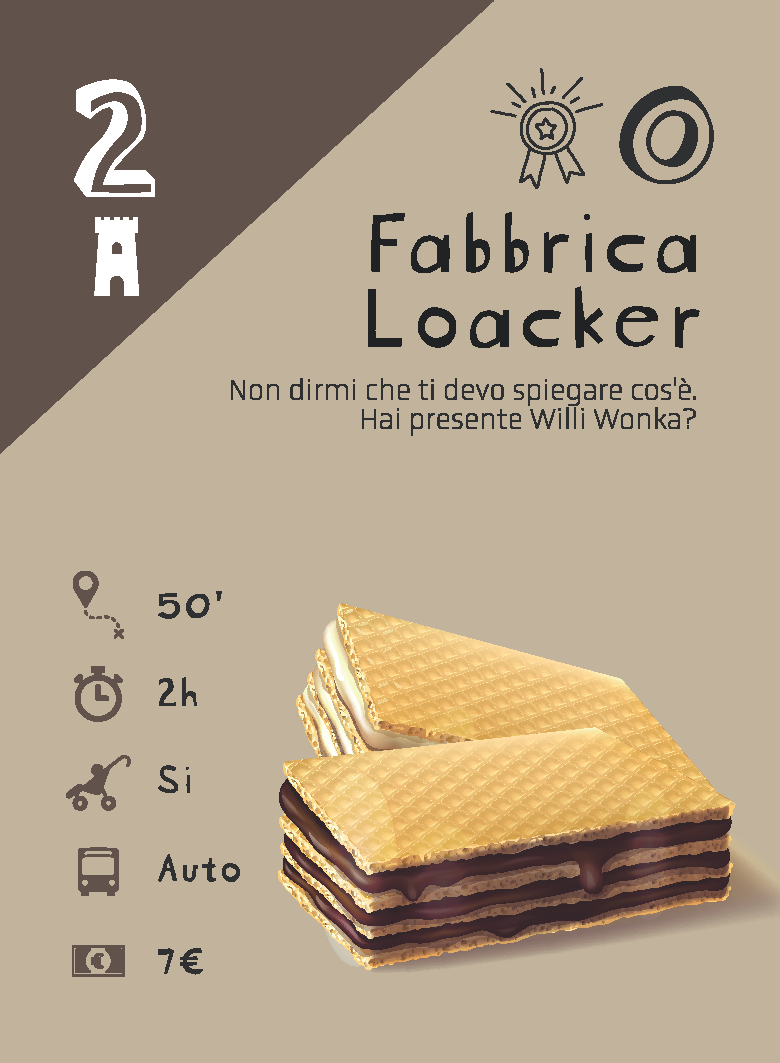 2
O
Fabbrica
Loacker
Non dirmi che ti devo spiegare cos'è.
Hai presente Willi Wonka?
50'
2h
Si
Auto
7€